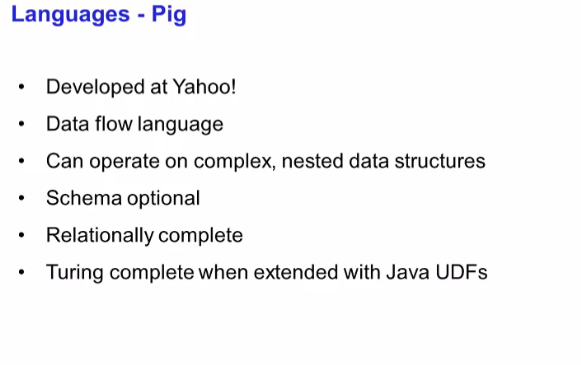 Languages - Pig
• Developed at Yahoo!
• Data flow language
• Can operate on complex, nested data structures
• Schema optional
• Relationally complete
• Turing complete when extended with Java UDFs